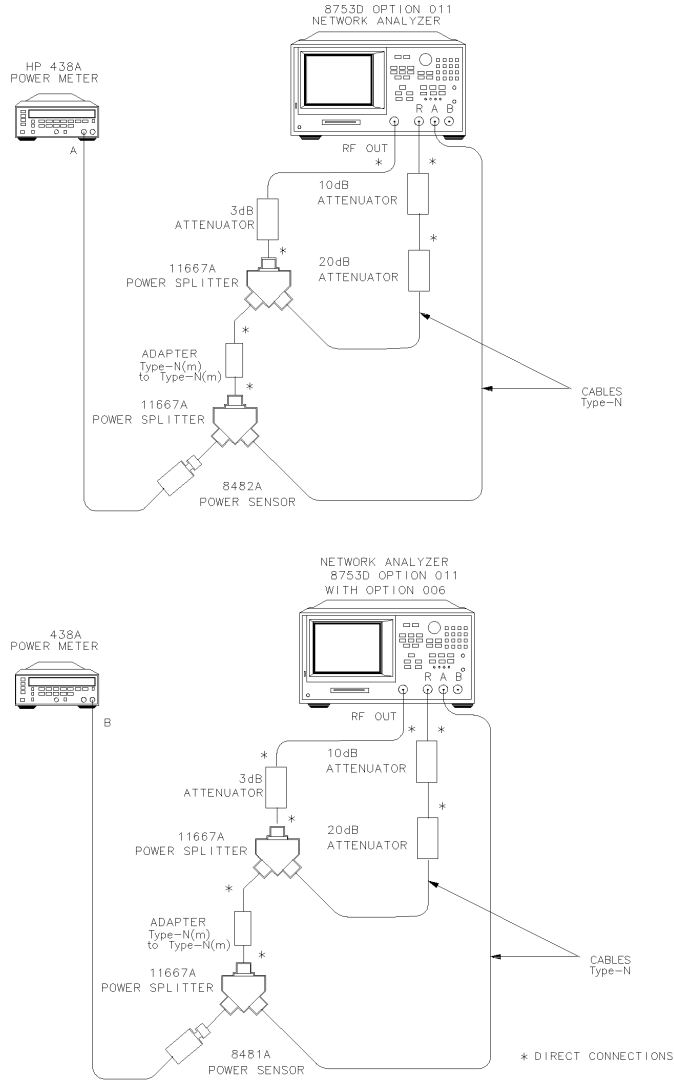 8753D OPTION 011
NETWORK ANALYZER
HP 438A
POWER METER
R A B
A
RF OUT
*
*
10dB
ATTENUATOR
3dB
ATTENUATOR
*
*
11667A
POWER SPLITTER
20dB
ATTENUATOR
*
ADAPTER
Type-N(m)
to Type-N(m)
*
CABLES
Type-N
11667A
POWER SPLITTER
8482A
POWER SENSOR
NETWORK ANALYZER
8753D OPTION 011
WITH OPTION 006
438A
POWER METER
R A B
B
RF OUT
*
*
*
10dB
ATTENUATOR
3dB
ATTENUATOR
*
*
11667A
POWER SPLITTER
20dB
ATTENUATOR
*
ADAPTER
Type-N(m)
to Type-N(m)
*
CABLES
Type-N
11667A
POWER SPLITTER
8481A
POWER SENSOR
* DIRECT CONNECTIONS